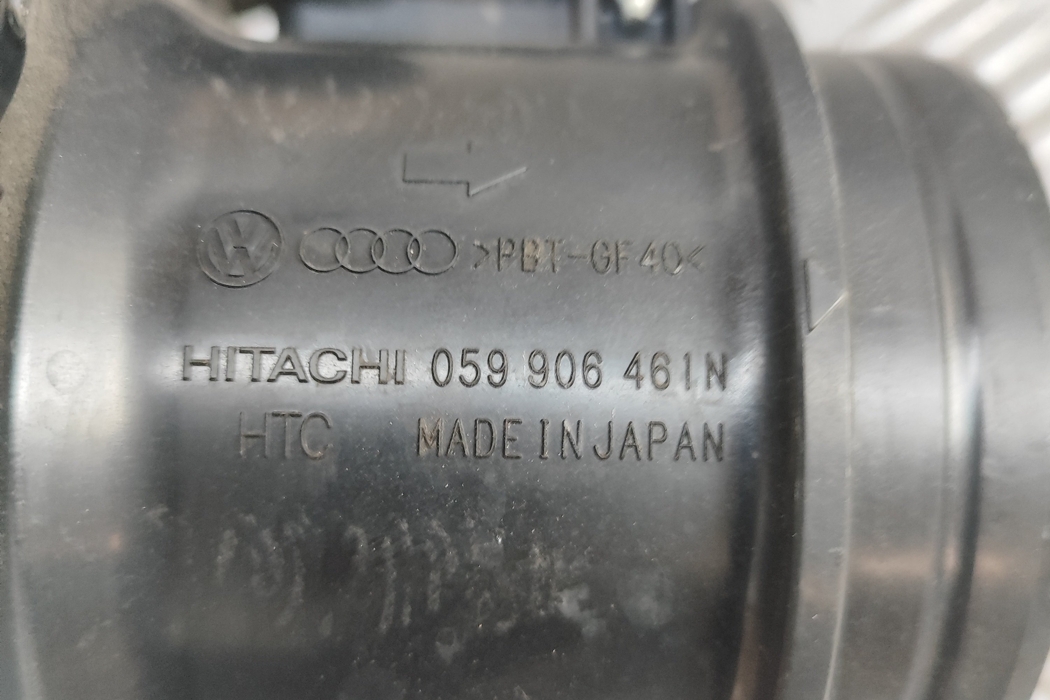 >PBT-GF40<
HITACHI 059 906 461N
HTC MADE IN JAPAN